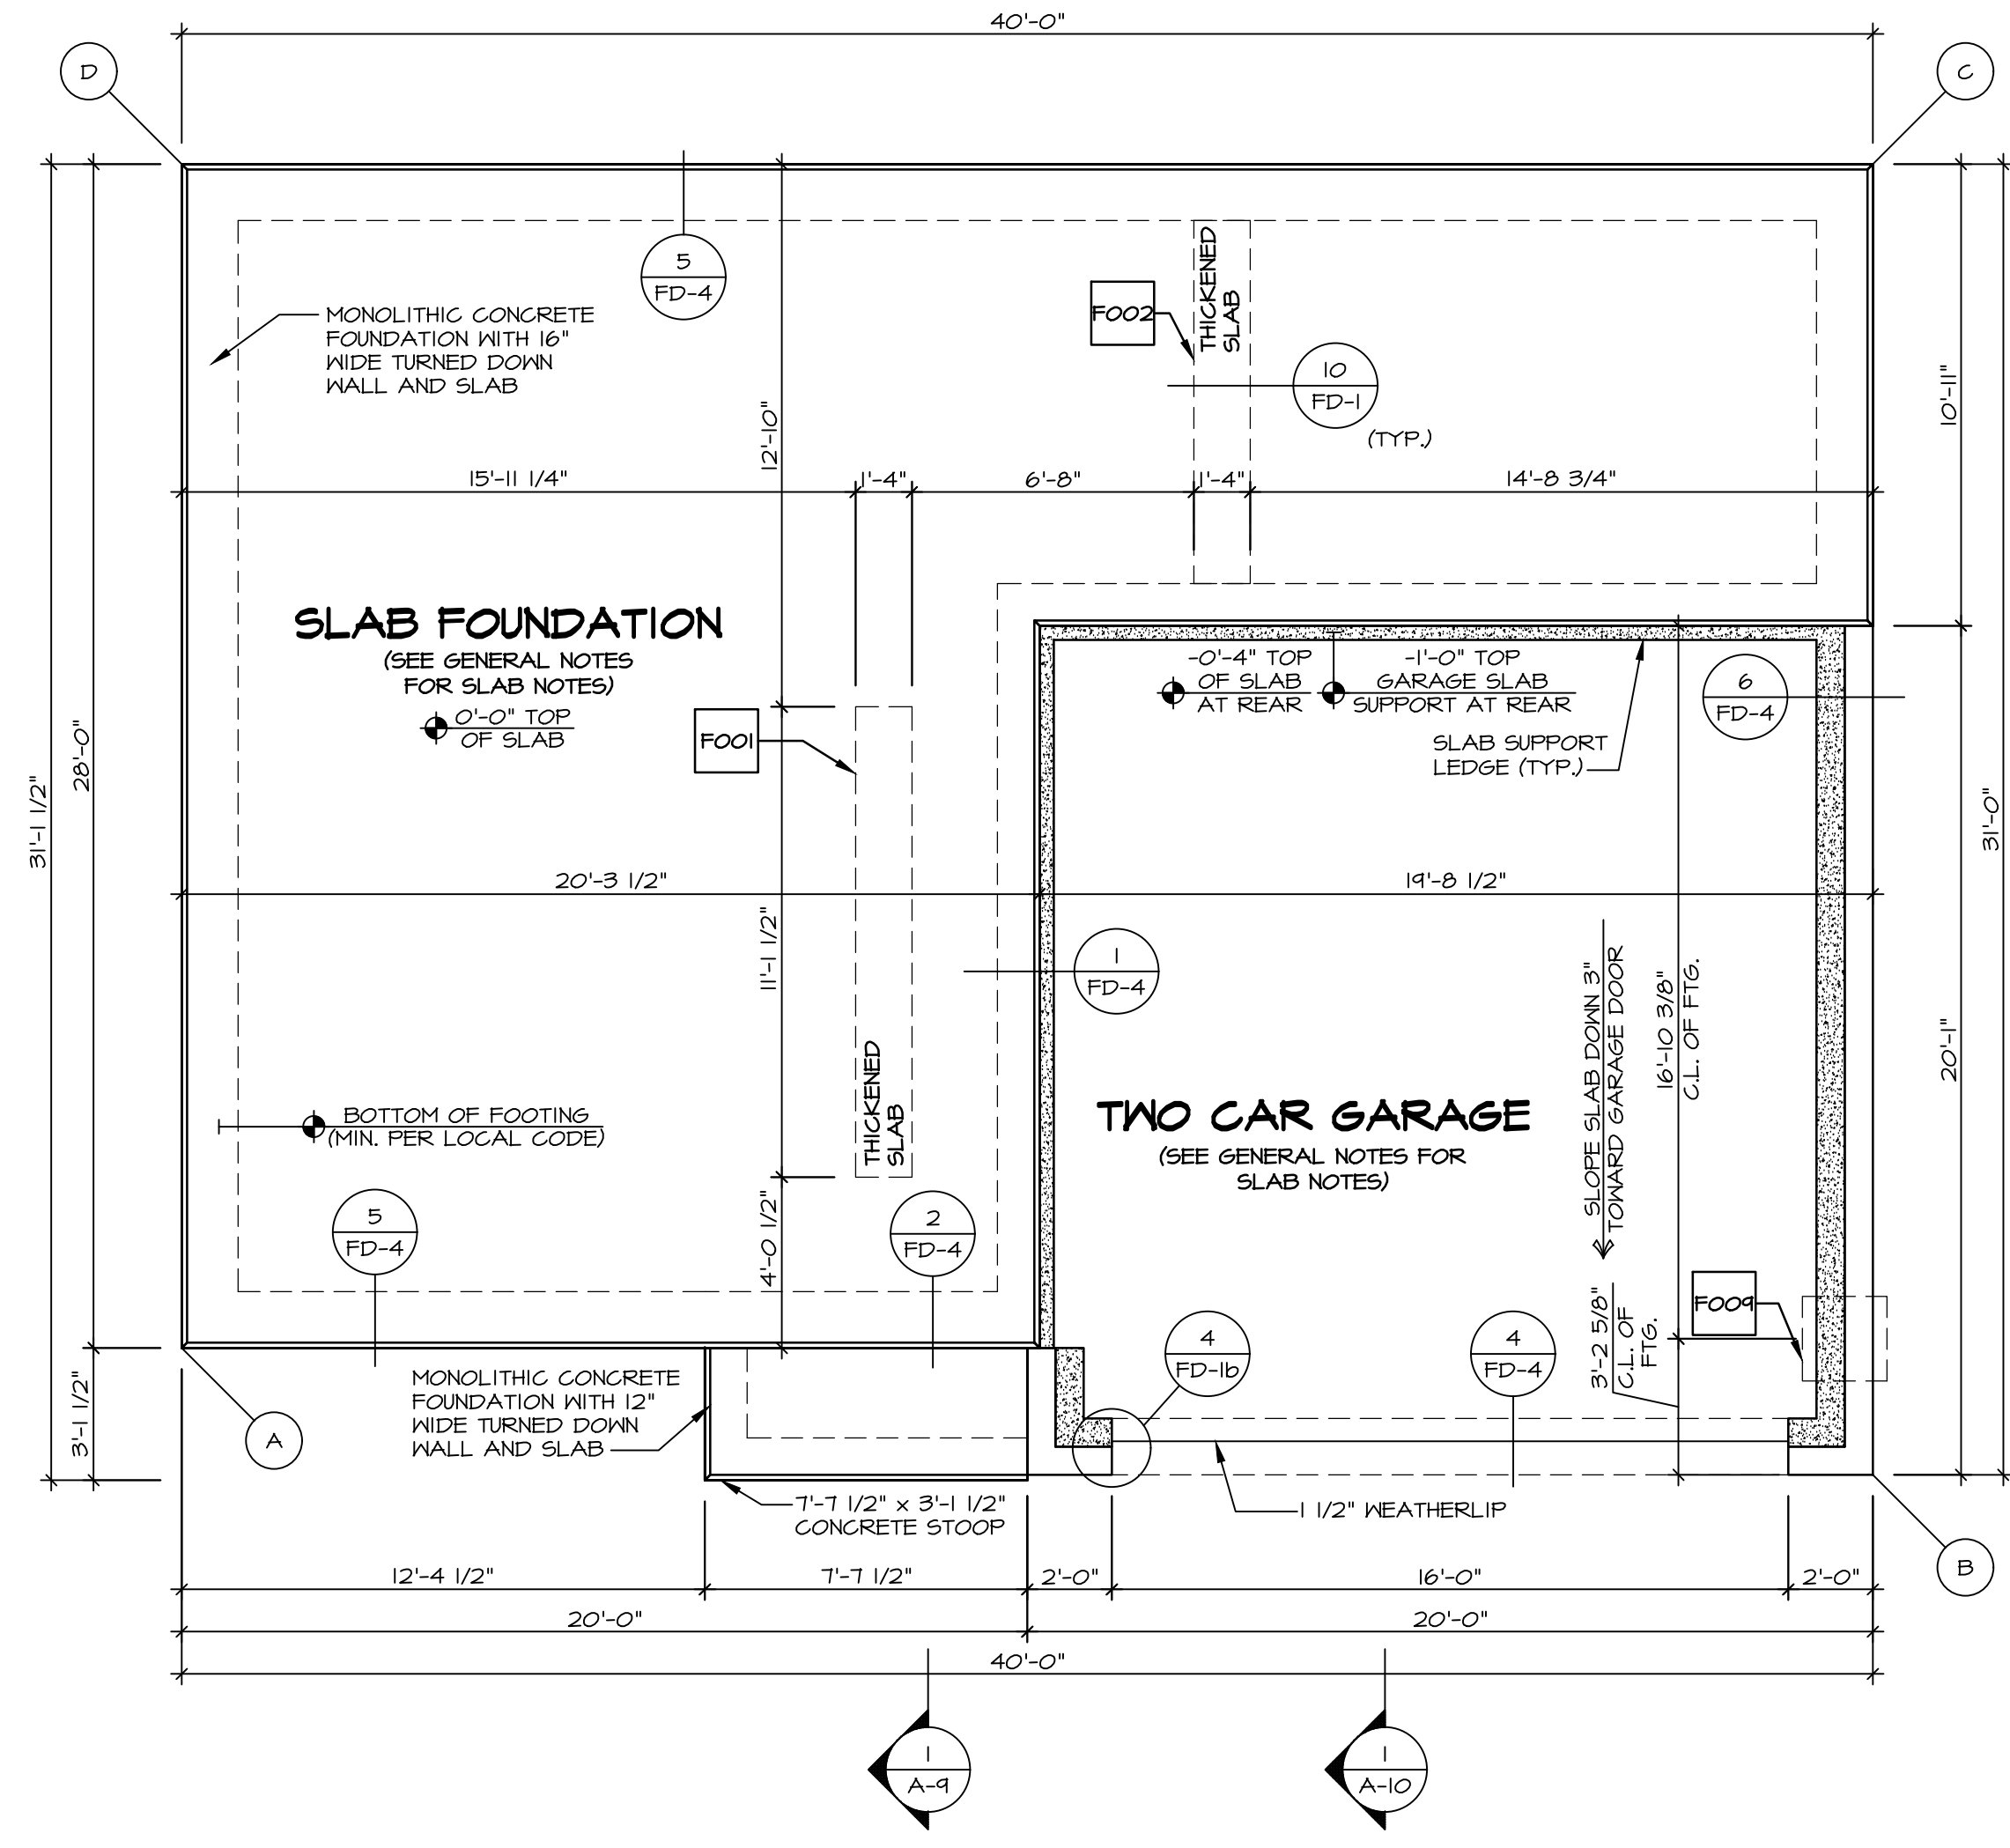 40'-0"
D
C
5
FD-4
MONOLITHIC CONCRETE
FOUNDATION WITH 16"
WIDE TURNED DOWN
WALL AND SLAB
F002
THICKENED
SLAB
10
FD-1
(TYP.)
12'-10"
10'-11"
15'-11 1/4"
1'-4"
6'-8"
1'-4"
14'-8 3/4"
SLAB FOUNDATION
(SEE GENERAL NOTES
FOR SLAB NOTES)
0'-0" TOP
OF SLAB
F001
-0'-4" TOP
OF SLAB
AT REAR
-1'-0" TOP
GARAGE SLAB
SUPPORT AT REAR
6
FD-4
SLAB SUPPORT
LEDGE (TYP.)
31'-1 1/2"
28'-0"
31'-0"
20'-3 1/2"
19'-8 1/2"
11'-1 1/2"
1
FD-4
SLOPE SLAB DOWN 3"
TOWARD GARAGE DOOR
16'-10 3/8"
C.L. OF FTG.
20'-1"
THICKENED
SLAB
TWO CAR GARAGE
(SEE GENERAL NOTES FOR
SLAB NOTES)
BOTTOM OF FOOTING
(MIN. PER LOCAL CODE)
5
FD-4
4'-0 1/2"
2
FD-4
F009
3'-2 5/8"
C.L. OF
FTG.
4
FD-1b
4
FD-4
3'-1 1/2"
A
MONOLITHIC CONCRETE
FOUNDATION WITH 12"
WIDE TURNED DOWN
WALL AND SLAB
7'-7 1/2" x 3'-1 1/2"
CONCRETE STOOP
1 1/2" WEATHERLIP
B
12'-4 1/2"
7'-7 1/2"
2'-0"
16'-0"
2'-0"
20'-0"
20'-0"
40'-0"
1
A-9
1
A-10